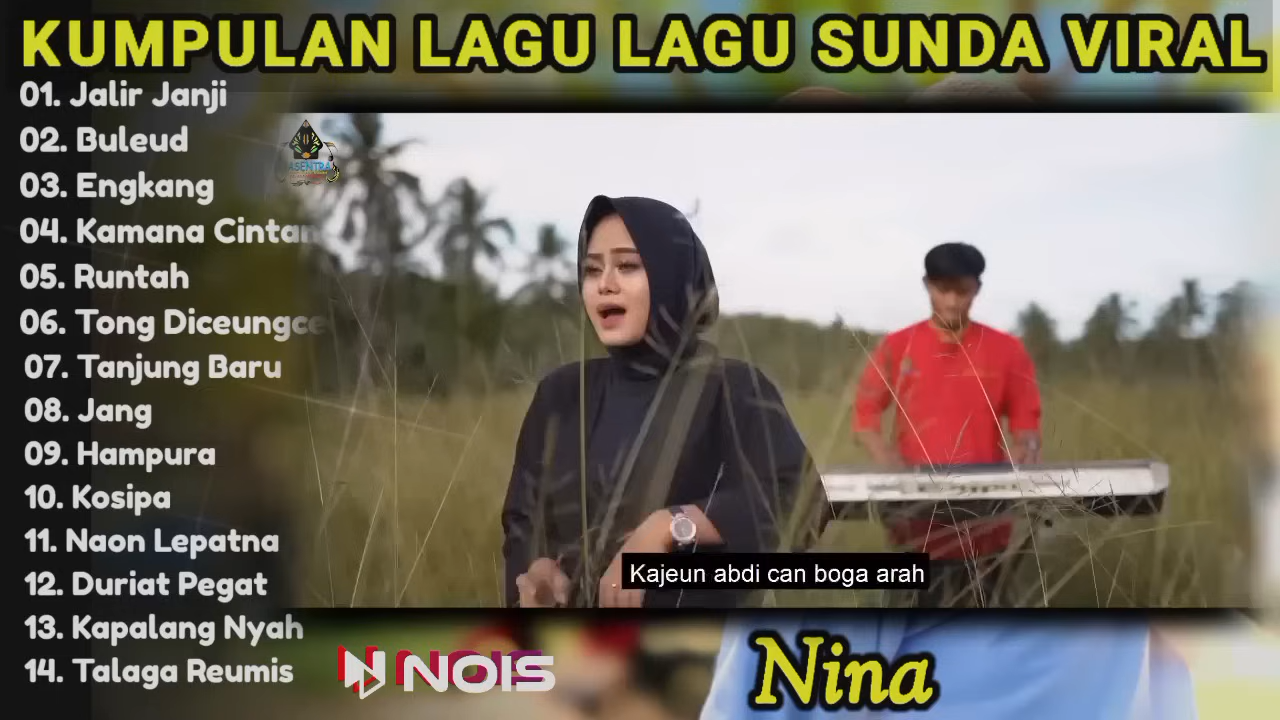 KUMPULAN LAGU LAGU SUNDA VIRAL
01. Jalir Janji
02. Buleud
03. Engkang
04. Kamana Cintan
05. Runtah
06. Tong Diceungce
07. Tanjung Baru
08. Jang
09. Hampura
10. Kosipa
11. Naon Lepatna
12. Duriat Pegat
13. Kapalang Nyah
14. Talaga Reumis
ASENTRA
Kajeun abdi can boga arah
NOIS
Nina